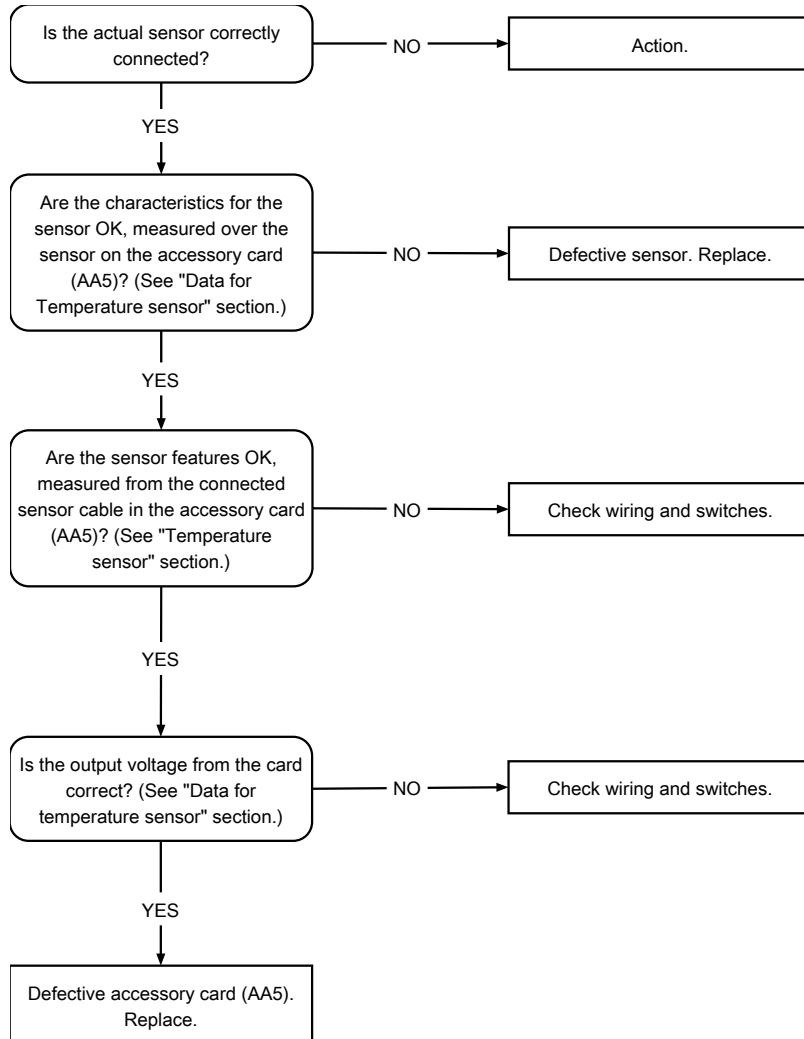 Is the actual sensor correctly
connected?
NO
Action.
YES
Are the characteristics for the
sensor OK, measured over the
sensor on the accessory card
(AA5)? (See "Data for
Temperature sensor" section.)
NO
Defective sensor. Replace.
YES
Are the sensor features OK,
measured from the connected
sensor cable in the accessory card
(AA5)? (See "Temperature
sensor" section.)
NO
Check wiring and switches.
YES
Is the output voltage from the card
correct? (See "Data for
temperature sensor" section.)
NO
Check wiring and switches.
YES
Defective accessory card (AA5).
Replace.